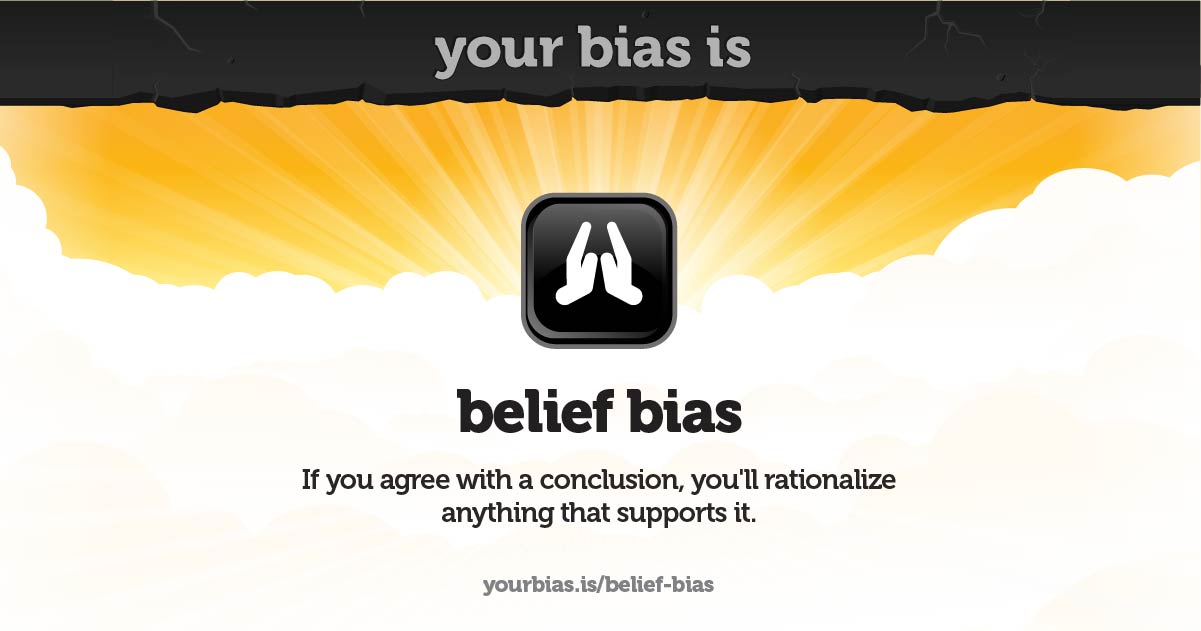 your bias is
belief bias
If you agree with a conclusion, you'll rationalize
anything that supports it.
yourbias.is/belief-bias